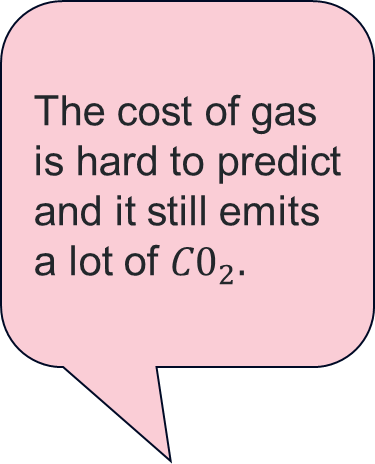 The cost of gas
is hard to predict
and it still emits
a lot of 𝐶0₂.